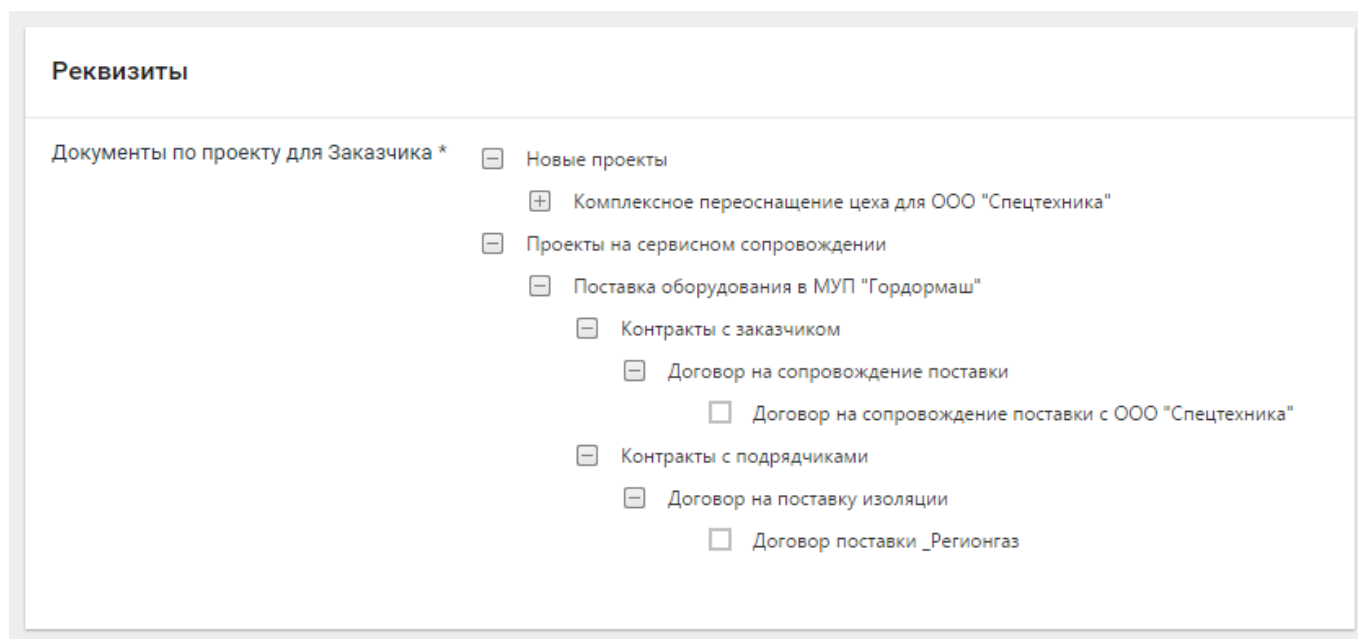 Реквизиты
Документы по проекту для Заказчика *
Новые проекты
Комплексное переоснащение цеха для ООО "Спецтехника"
Проекты на сервисном сопровождении
Поставка оборудования в МУП "Гордормаш"
Контракты с заказчиком
Договор на сопровождение поставки
Договор на сопровождение поставки с ООО "Спецтехника"
Контракты с подрядчиками
Договор на поставку изоляции
Договор поставки _Регионгаз